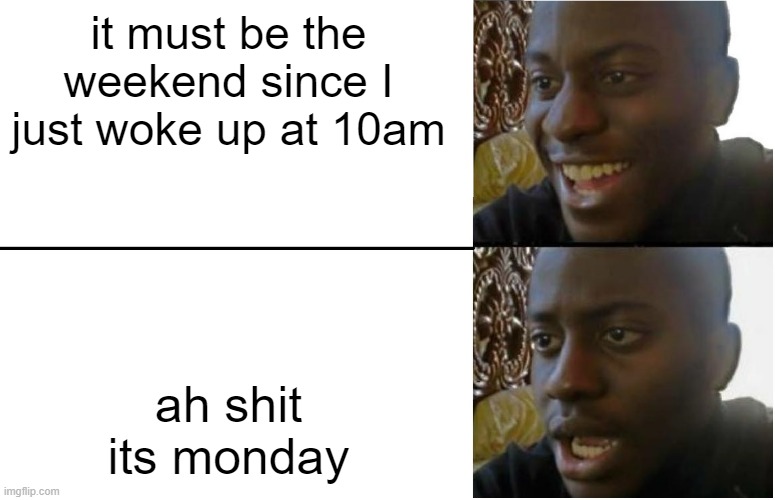 it must be the
weekend since I
just woke up at 10am
ah shit
its monday
imgflip.com